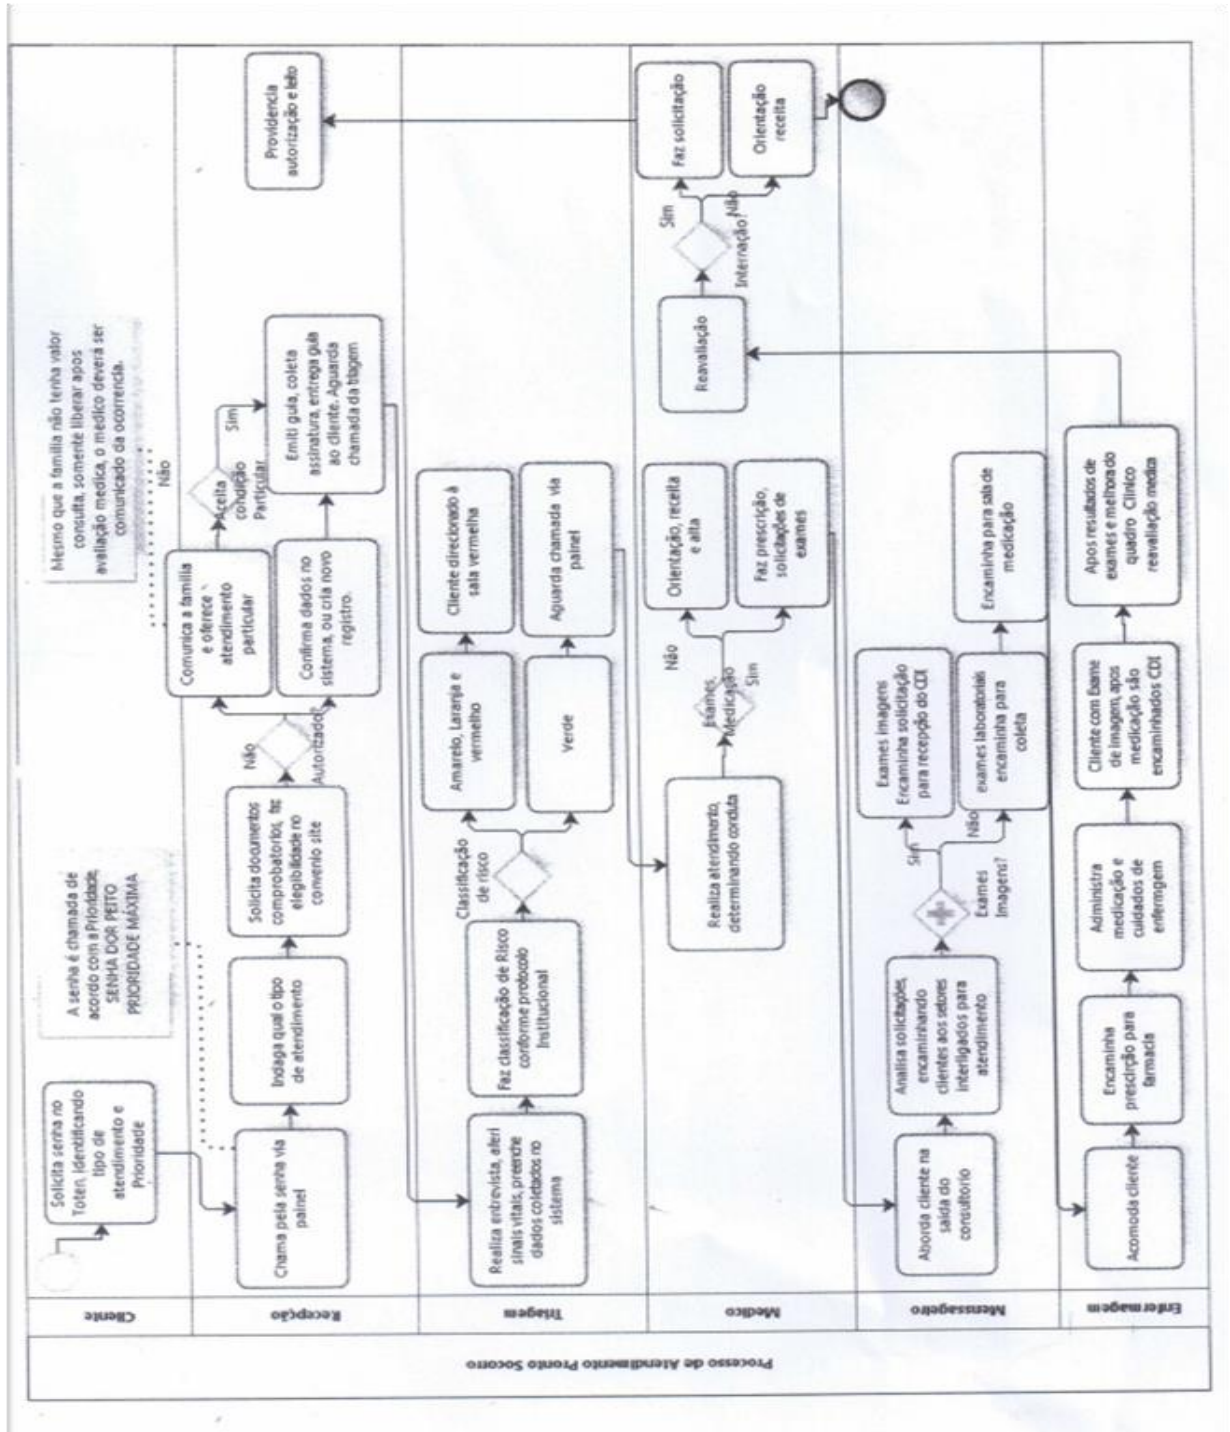 Processo de Atendimento Pronto Socorro
Cliente
Solicita senha no
Toten, identificando
tipo de
atendimento e
Prioridade
A senha é chamada de
acordo com a Prioridade,
SENHA DOR PEITO
PRIORIDADE MÁXIMA
Mesmo que a familia não tenha valor
consulta, somente liberar apos
avaliação medica, o medico deverá ser
comunicado da ocorrencia.
Recepção
Chama pela senha via
painel
Indaga qual o tipo
de atendimento
Solicita documentos
comprobatorios, faz
elegibilidade no
convenio site
Não
Autorizado?
Comunica a familia
e oferece
atendimento
particular
Confirma dados no
sistema, ou cria novo
registro.
Não
Aceita
condição
Particular
Sim
Emiti guia, coleta
assinatura, entrega guia
ao cliente. Aguarda
chamada da triagem
Providencia
autorização e leito
Triagem
Realiza entrevista, aferi
sinais vitais, preenche
dados coletados no
sistema
Faz classificação de Risco
conforme protocolo
Institucional
Classificação
de risco
Amarelo, Laranja e
vermelho
Verde
Cliente direcionado à
sala vermelha
Aguarda chamada via
painel
Medico
Realiza atendimento,
determinando conduta
Exames,
Medicação
Não
Sim
Orientação, receita
e alta
Faz prescrição,
solicitações de
exames
Reavaliação
Internação?
Sim
Não
Faz solicitação
Orientação
receita
Menssageiro
Aborda cliente na
saida do
consultorio
Analisa solicitações,
encaminhando
clientes aos setores
interligados para
atendimento
Exames
Imagens?
Sim
Não
Exames imagens
Encaminha solicitação
para recepção do CDI
exames laboratoriais
encaminha para
coleta
Encaminha para sala de
medicação
Enfermagem
Acomoda cliente
Encaminha
prescirção para
farmacia
Administra
medicação e
cuidados de
enfermgem
Cliente com Exame
de imagem, apos
medicação são
encaminhados CDI
Apos resultados de
exames e melhora do
quadro Clinico
reavaliação medica